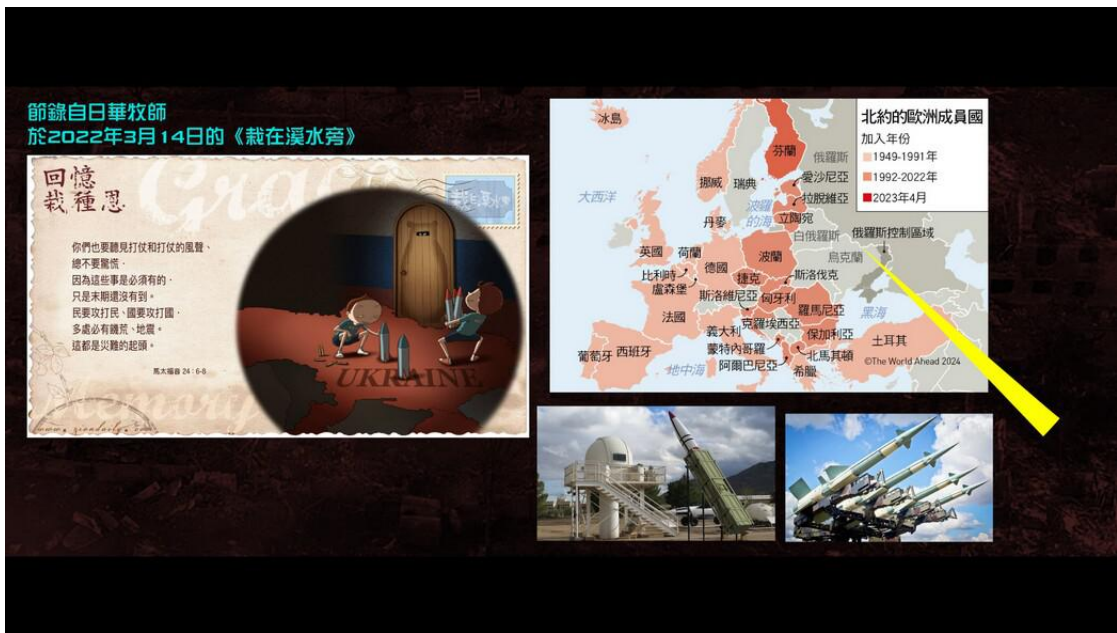 節錄自日華牧師
於2022年3月14日的《栽在溪水旁》
回憶
栽種恩
Grace
你們也要聽見打仗和打仗的風聲、
總不要驚慌．
因為這些事是必須有的．
只是末期還沒有到。
民要攻打民、國要攻打國．
多處必有饑荒、地震。
這都是災難的起頭。
馬太福音 24：6-8
memory
UKRAINE
北約的歐洲成員國
加入年份
1949-1991年
1992-2022年
2023年4月
冰島
芬蘭
俄羅斯
挪威
瑞典
愛沙尼亞
大西洋
波羅
的海
拉脫維亞
丹麥
立陶宛
白俄羅斯
俄羅斯控制區域
英國
荷蘭
波蘭
烏克蘭
比利時
德國
盧森堡
捷克
斯洛伐克
斯洛維尼亞
匈牙利
法國
羅馬尼亞
黑海
克羅埃西亞
義大利
保加利亞
土耳其
葡萄牙
西班牙
蒙特內哥羅
北馬其頓
地中海
阿爾巴尼亞
希臘
©The World Ahead 2024